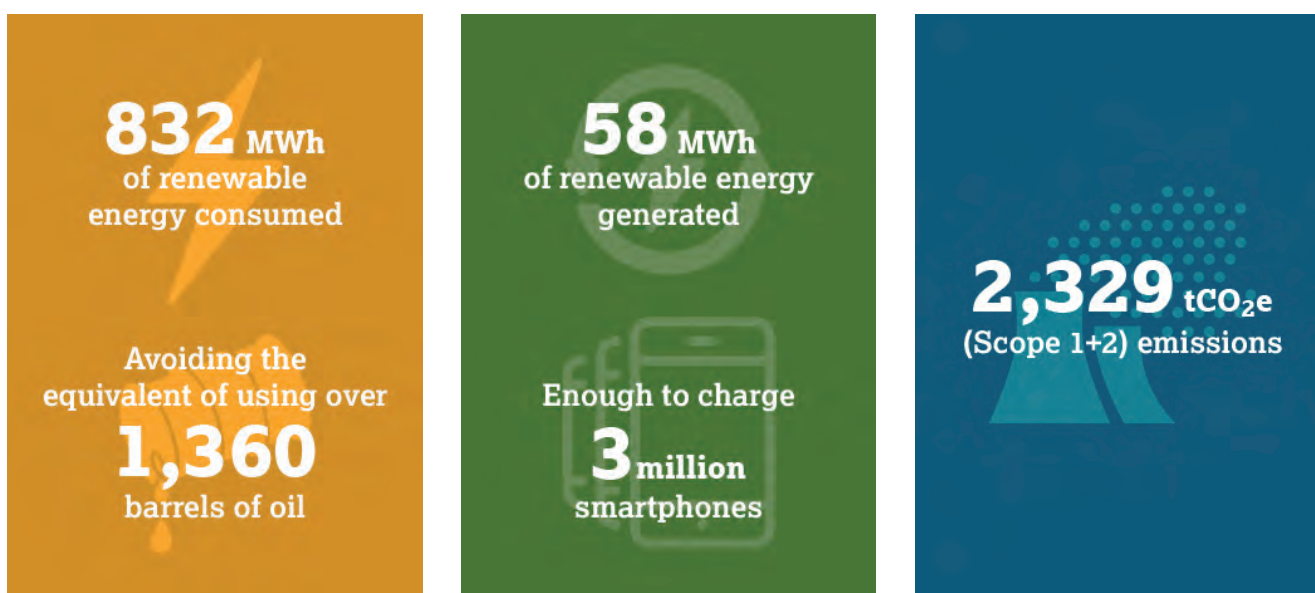 832 MWh
of renewable
energy consumed
Avoiding the
equivalent of using over
1,360
barrels of oil
58 MWh
of renewable energy
generated
Enough to charge
3 million
smartphones
2,329 tCO₂e
(Scope 1+2) emissions